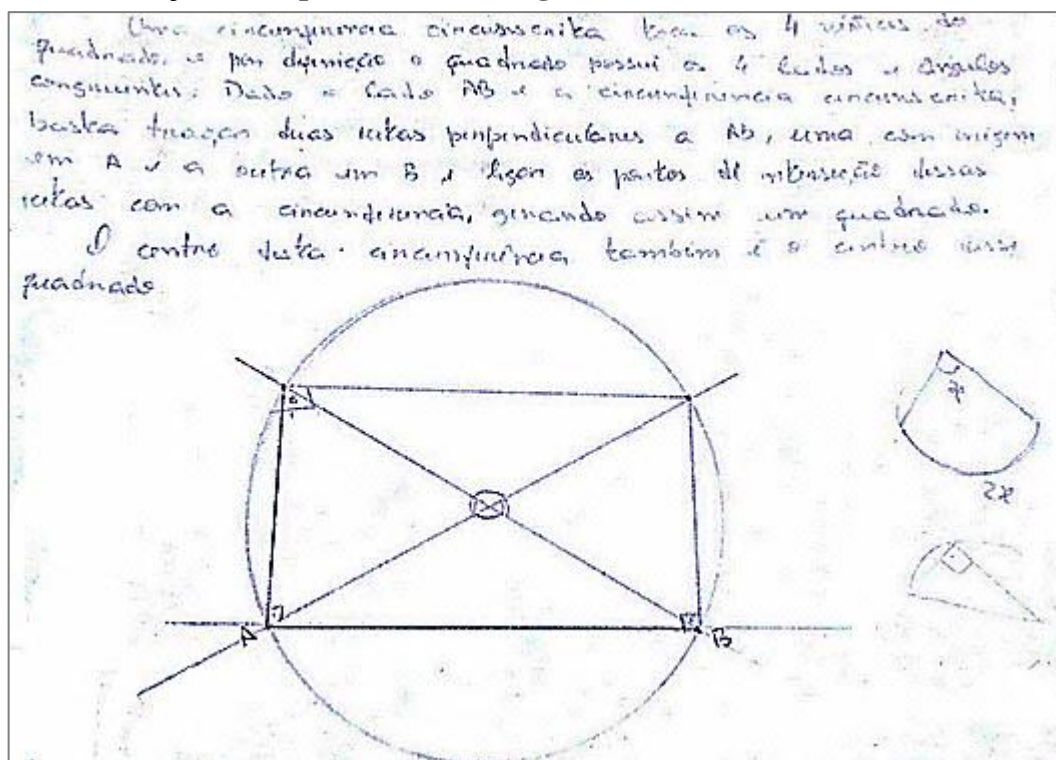 Uma circunferência circunscrita toca os 4 vértices do
quadrado e por definição o quadrado possui os 4 lados e ângulos
congruentes. Dado o lado AB e a circunferência circunscrita,
basta traçar duas retas perpendiculares a AB, uma com origem
em A e a outra em B e ligar os pontos de interseção dessas
retas com a circunferência, gerando assim um quadrado.
O centro desta circunferência também é o centro desse
quadrado
x
2x
A
B